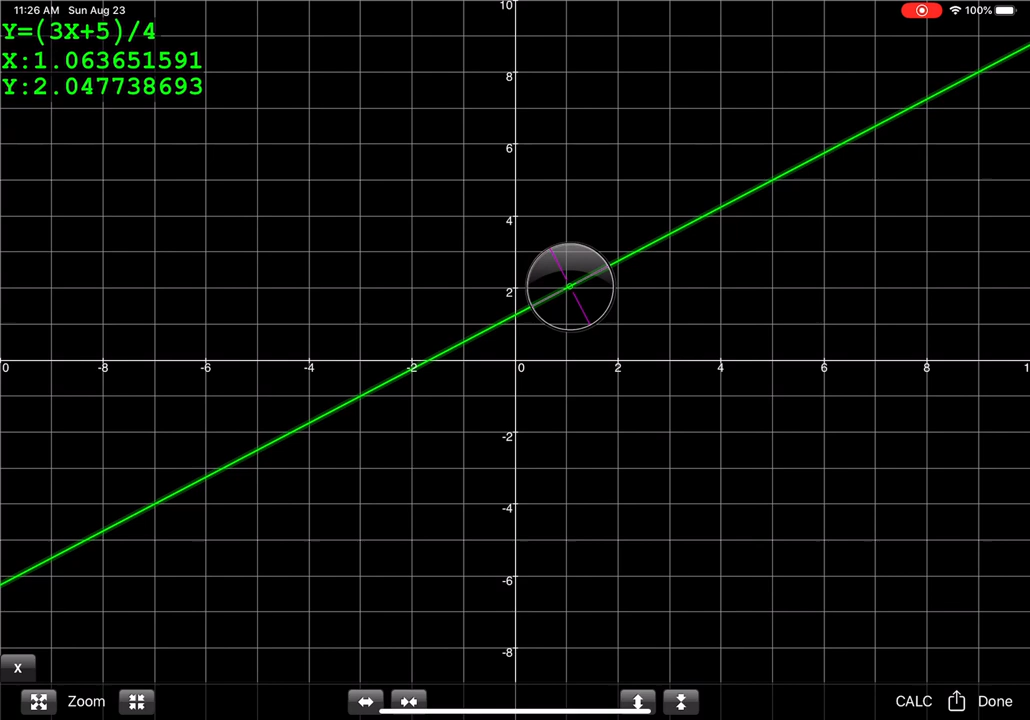 11:26 AM Sun Aug 23
100%
Y=(3X+5)/4
X:1.063651591
Y:2.047738693
10
8
6
4
2
0 -6 -4 -2 0 2 4 6 8 1
-2
-4
-6
-8
X
Zoom
CALC Done